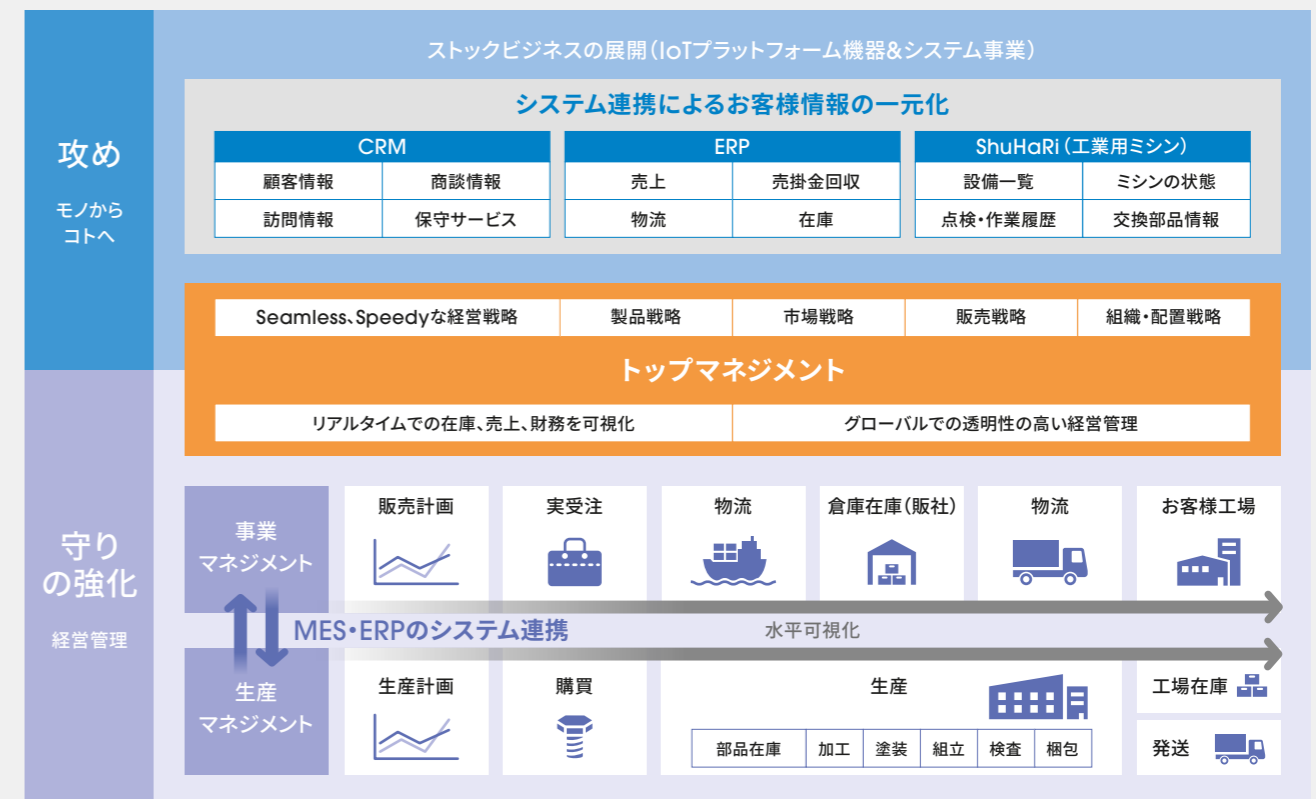 ストックビジネスの展開（IoTプラットフォーム機器&システム事業）
攻め
モノから
コトへ
システム連携によるお客様情報の一元化
CRM
ERP
ShuHaRi（工業用ミシン）
顧客情報
商談情報
売上
売掛金回収
設備一覧
ミシンの状態
訪問情報
保守サービス
物流
在庫
点検・作業履歴
交換部品情報
Seamless、Speedyな経営戦略
製品戦略
市場戦略
販売戦略
組織・配置戦略
トップマネジメント
リアルタイムでの在庫、売上、財務を可視化
グローバルでの透明性の高い経営管理
守り
の強化
経営管理
事業
マネジメント
販売計画
実受注
物流
倉庫在庫（販社）
物流
お客様工場
MES・ERPのシステム連携
水平可視化
生産
マネジメント
生産計画
購買
生産
部品在庫
加工
塗装
組立
検査
梱包
工場在庫
発送